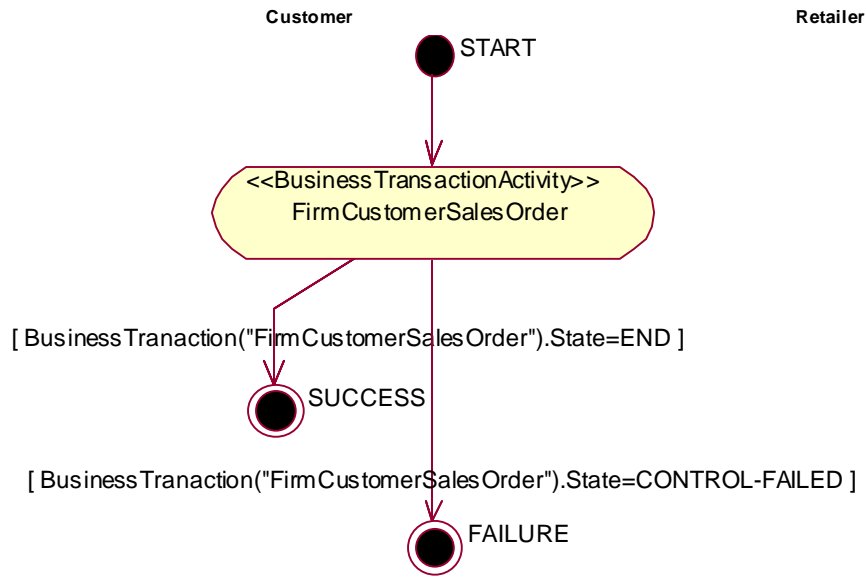 Customer Retailer
START
<<BusinessTransactionActivity>>
FirmCustomerSalesOrder
[ BusinessTranaction("FirmCustomerSalesOrder").State=END ]
SUCCESS
[ BusinessTranaction("FirmCustomerSalesOrder").State=CONTROL-FAILED ]
FAILURE